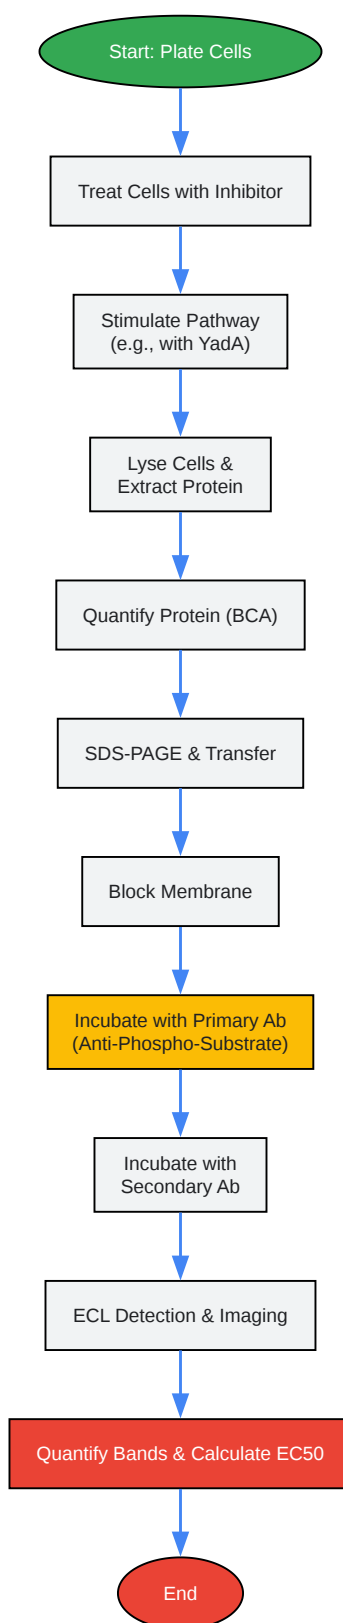 Start: Plate Cells
Treat Cells with Inhibitor
Stimulate Pathway
(e.g., with YadA)
Lyse Cells &
Extract Protein
Quantify Protein (BCA)
SDS-PAGE & Transfer
Block Membrane
Incubate with Primary Ab
(Anti-Phospho-Substrate)
Incubate with
Secondary Ab
ECL Detection & Imaging
Quantify Bands & Calculate EC50
End